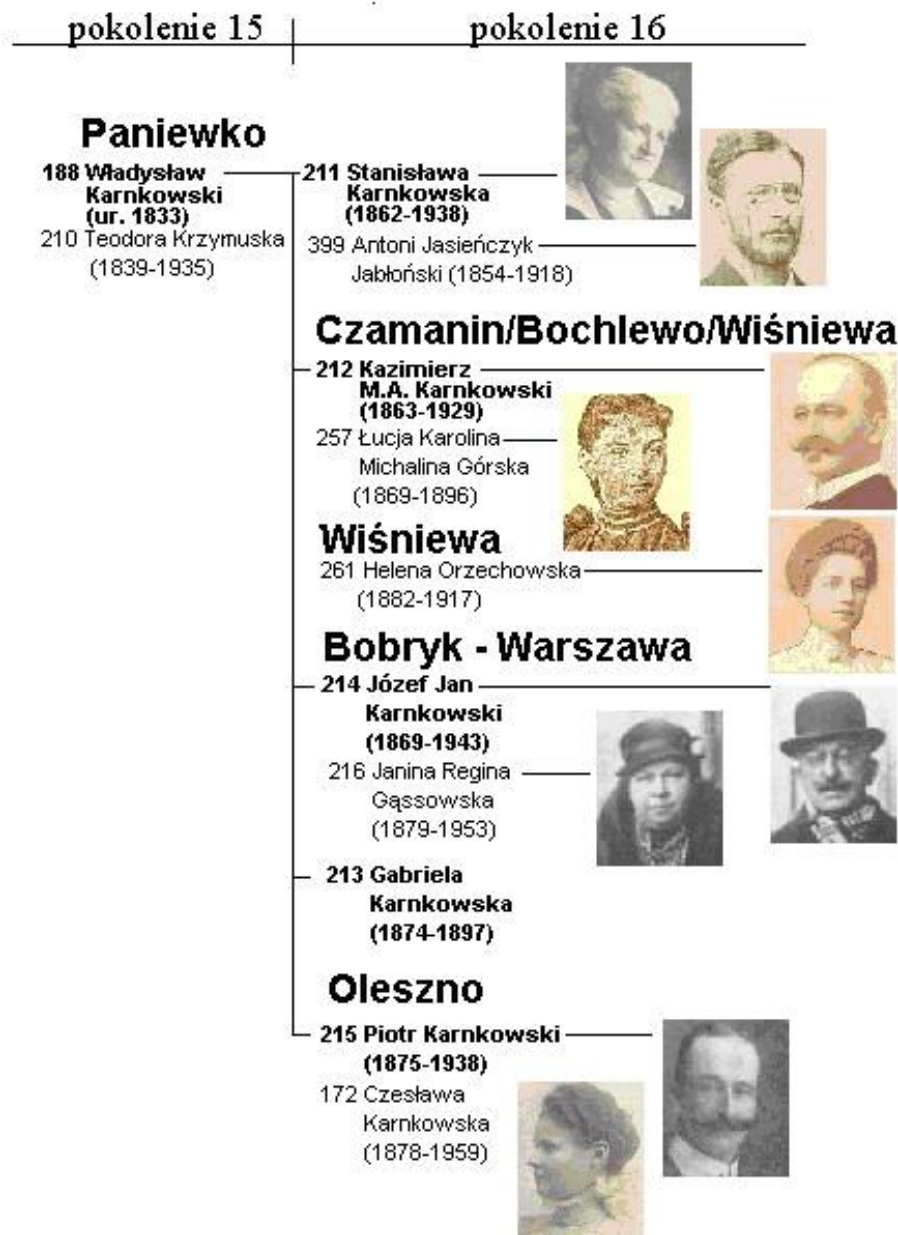 pokolenie 15
pokolenie 16
Paniewko
188 Władysław
Karnkowski
(ur. 1833)
210 Teodora Krzymuska
(1839-1935)
211 Stanisława
Karnkowska
(1862-1938)
399 Antoni Jasieńczyk
Jabłoński (1854-1918)
Czamanin/Bochlewo/Wiśniewa
212 Kazimierz
M.A. Karnkowski
(1863-1929)
257 Łucja Karolina
Michalina Górska
(1869-1896)
Wiśniewa
261 Helena Orzechowska
(1882-1917)
Bobryk - Warszawa
214 Józef Jan
Karnkowski
(1869-1943)
216 Janina Regina
Gąssowska
(1879-1953)
213 Gabriela
Karnkowska
(1874-1897)
Oleszno
215 Piotr Karnkowski
(1875-1938)
172 Czesława
Karnkowska
(1878-1959)